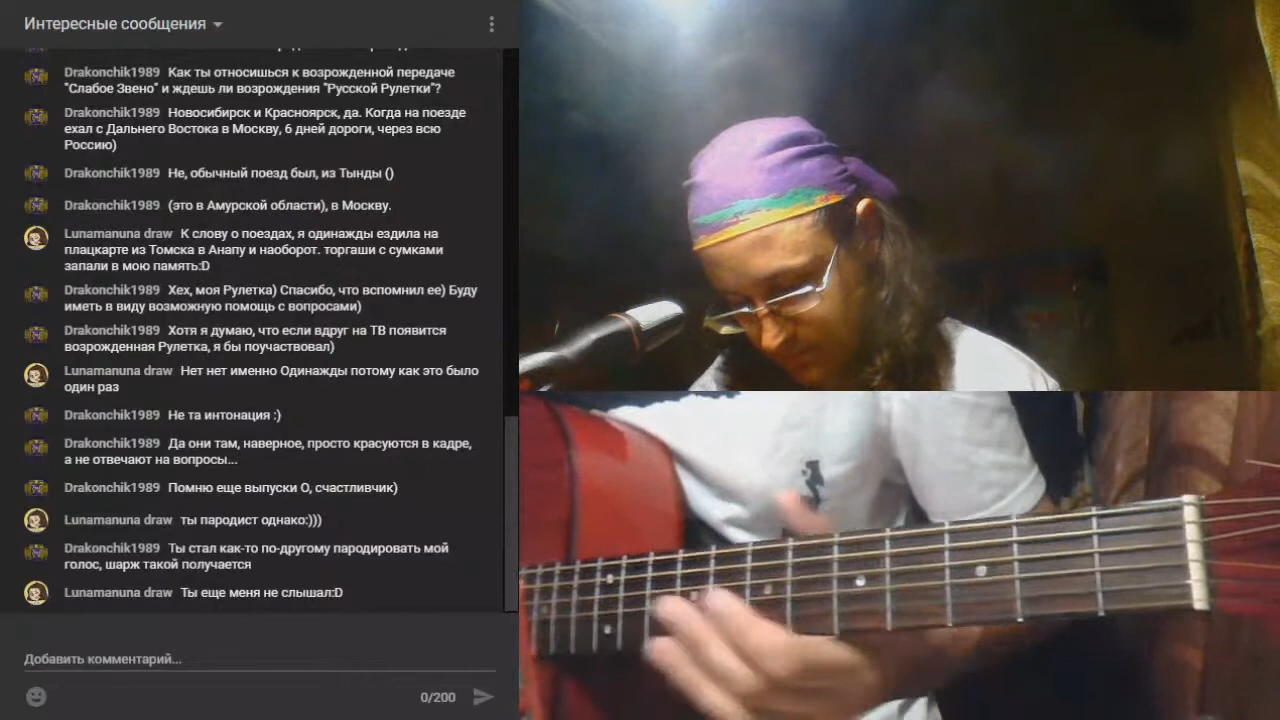 Интересные сообщения
Drakonchik1989 Как ты относишься к возрожденной передаче
"Слабое Звено" и ждешь ли возрождения "Русской Рулетки"?
Drakonchik1989 Новосибирск и Красноярск, да. Когда на поезде
ехал с Дальнего Востока в Москву, 6 дней дороги, через всю
Россию)
Drakonchik1989 Не, обычный поезд был, из Тынды ()
Drakonchik1989 (это в Амурской области), в Москву.
Lunamanuna draw К слову о поездах, я одинажды ездила на
плацкарте из Томска в Анапу и наоборот. торгаши с сумками
запали в мою память:D
Drakonchik1989 Хех, моя Рулетка) Спасибо, что вспомнил ее) Буду
иметь в виду возможную помощь с вопросами)
Drakonchik1989 Хотя я думаю, что если вдруг на ТВ появится
возрожденная Рулетка, я бы поучаствовал)
Lunamanuna draw Нет нет именно Одинажды потому как это было
один раз
Drakonchik1989 Не та интонация :)
Drakonchik1989 Да они там, наверное, просто красуются в кадре,
а не отвечают на вопросы...
Drakonchik1989 Помню еще выпуски О, счастливчик)
Lunamanuna draw ты пародист однако:)))
Drakonchik1989 Ты стал как-то по-другому пародировать мой
голос, шарж такой получается
Lunamanuna draw Ты еще меня не слышал:D
Добавить комментарий...
0/200